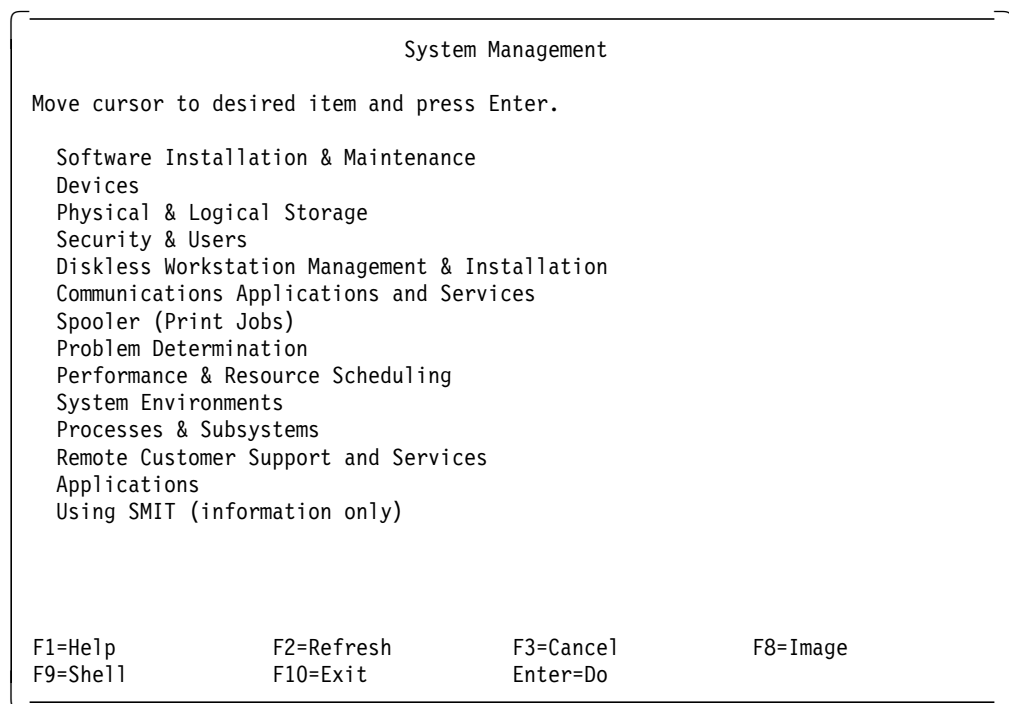 System Management
Move cursor to desired item and press Enter.
Software Installation & Maintenance
Devices
Physical & Logical Storage
Security & Users
Diskless Workstation Management & Installation
Communications Applications and Services
Spooler (Print Jobs)
Problem Determination
Performance & Resource Scheduling
System Environments
Processes & Subsystems
Remote Customer Support and Services
Applications
Using SMIT (information only)
F1=Help F2=Refresh F3=Cancel F8=Image
F9=Shell F10=Exit Enter=Do